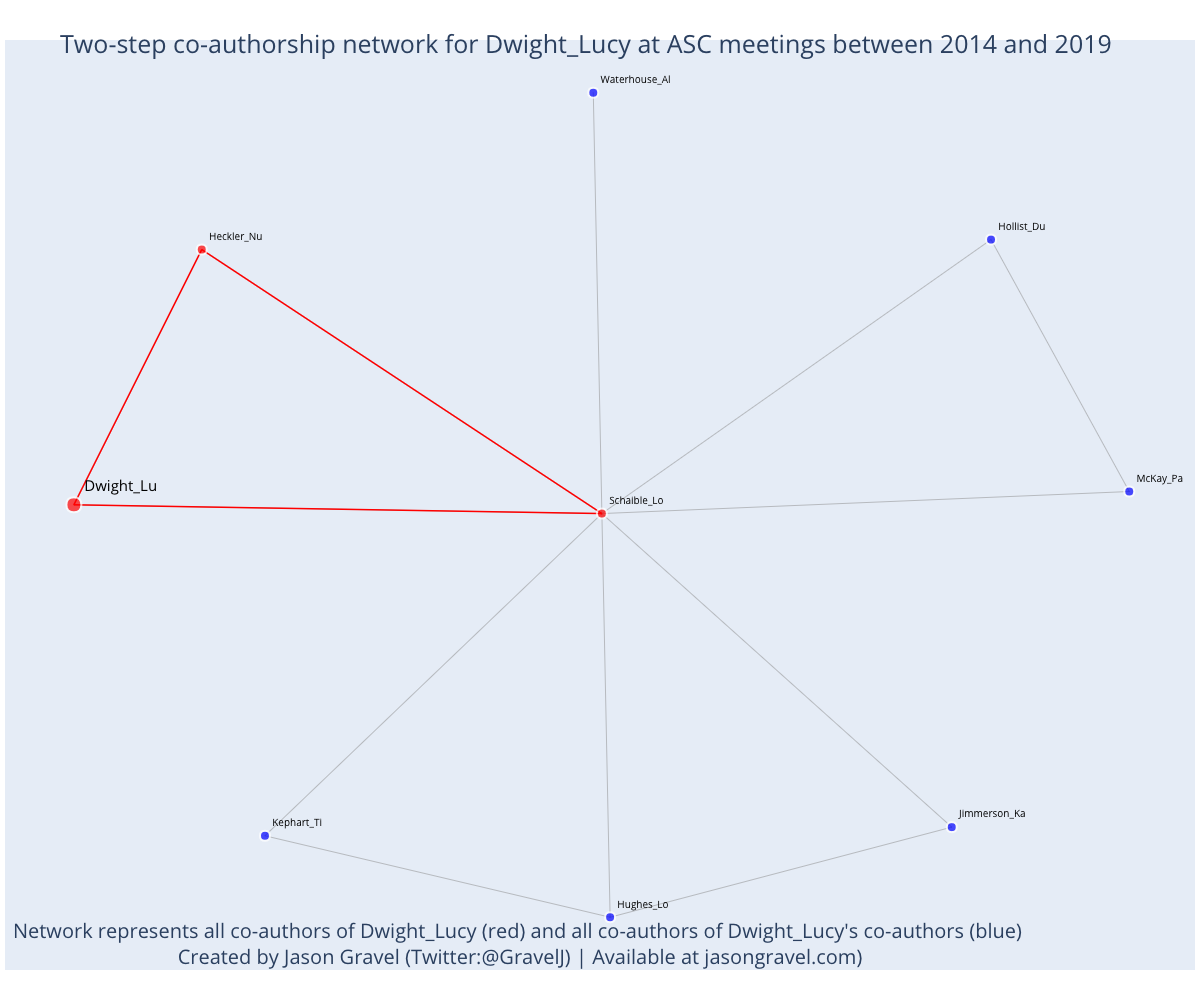 Two-step co-authorship network for Dwight_Lucy at ASC meetings between 2014 and 2019
Waterhouse_Al
Hollist_Du
Heckler_Nu
McKay_Pa
Dwight_Lu
Schaible_Lo
Jimmerson_Ka
Kephart_Ti
Hughes_Lo
Network represents all co-authors of Dwight_Lucy (red) and all co-authors of Dwight_Lucy's co-authors (blue)
Created by Jason Gravel (Twitter:@GravelJ) | Available at jasongravel.com)